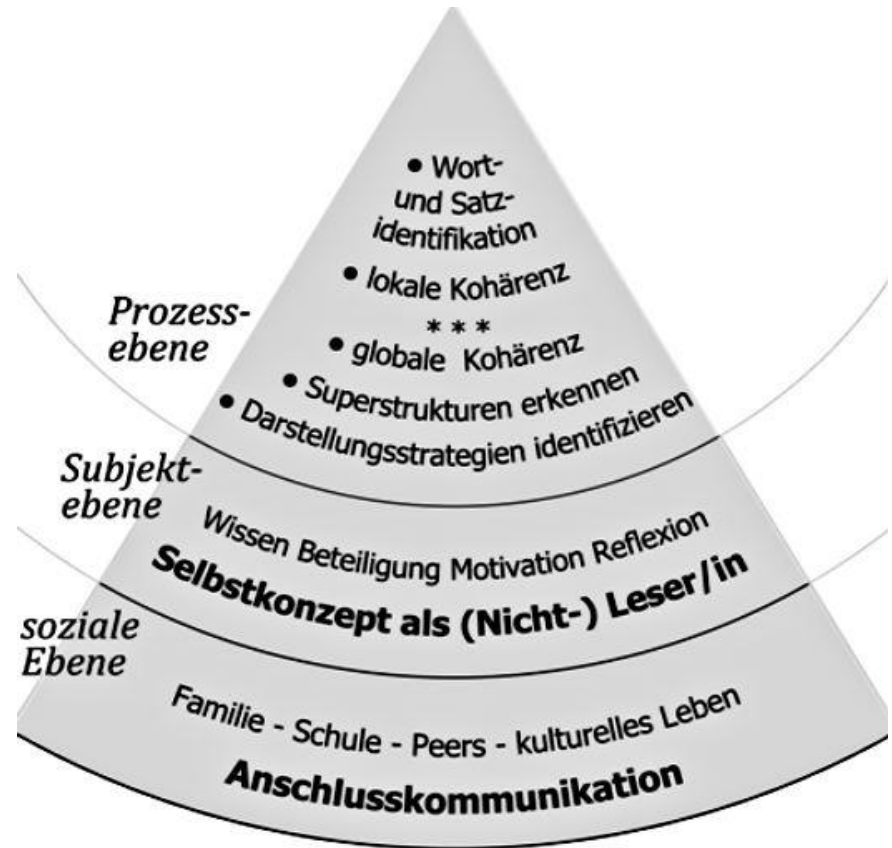 • Wort-
und Satz-
identifikation
• lokale Kohärenz
* * *
• globale Kohärenz
• Superstrukturen erkennen
• Darstellungsstrategien identifizieren
Prozess-
ebene
Wissen Beteiligung Motivation Reflexion
Selbstkonzept als (Nicht-) Leser/in
Subjekt-
ebene
Familie - Schule - Peers - kulturelles Leben
Anschlusskommunikation
soziale
Ebene